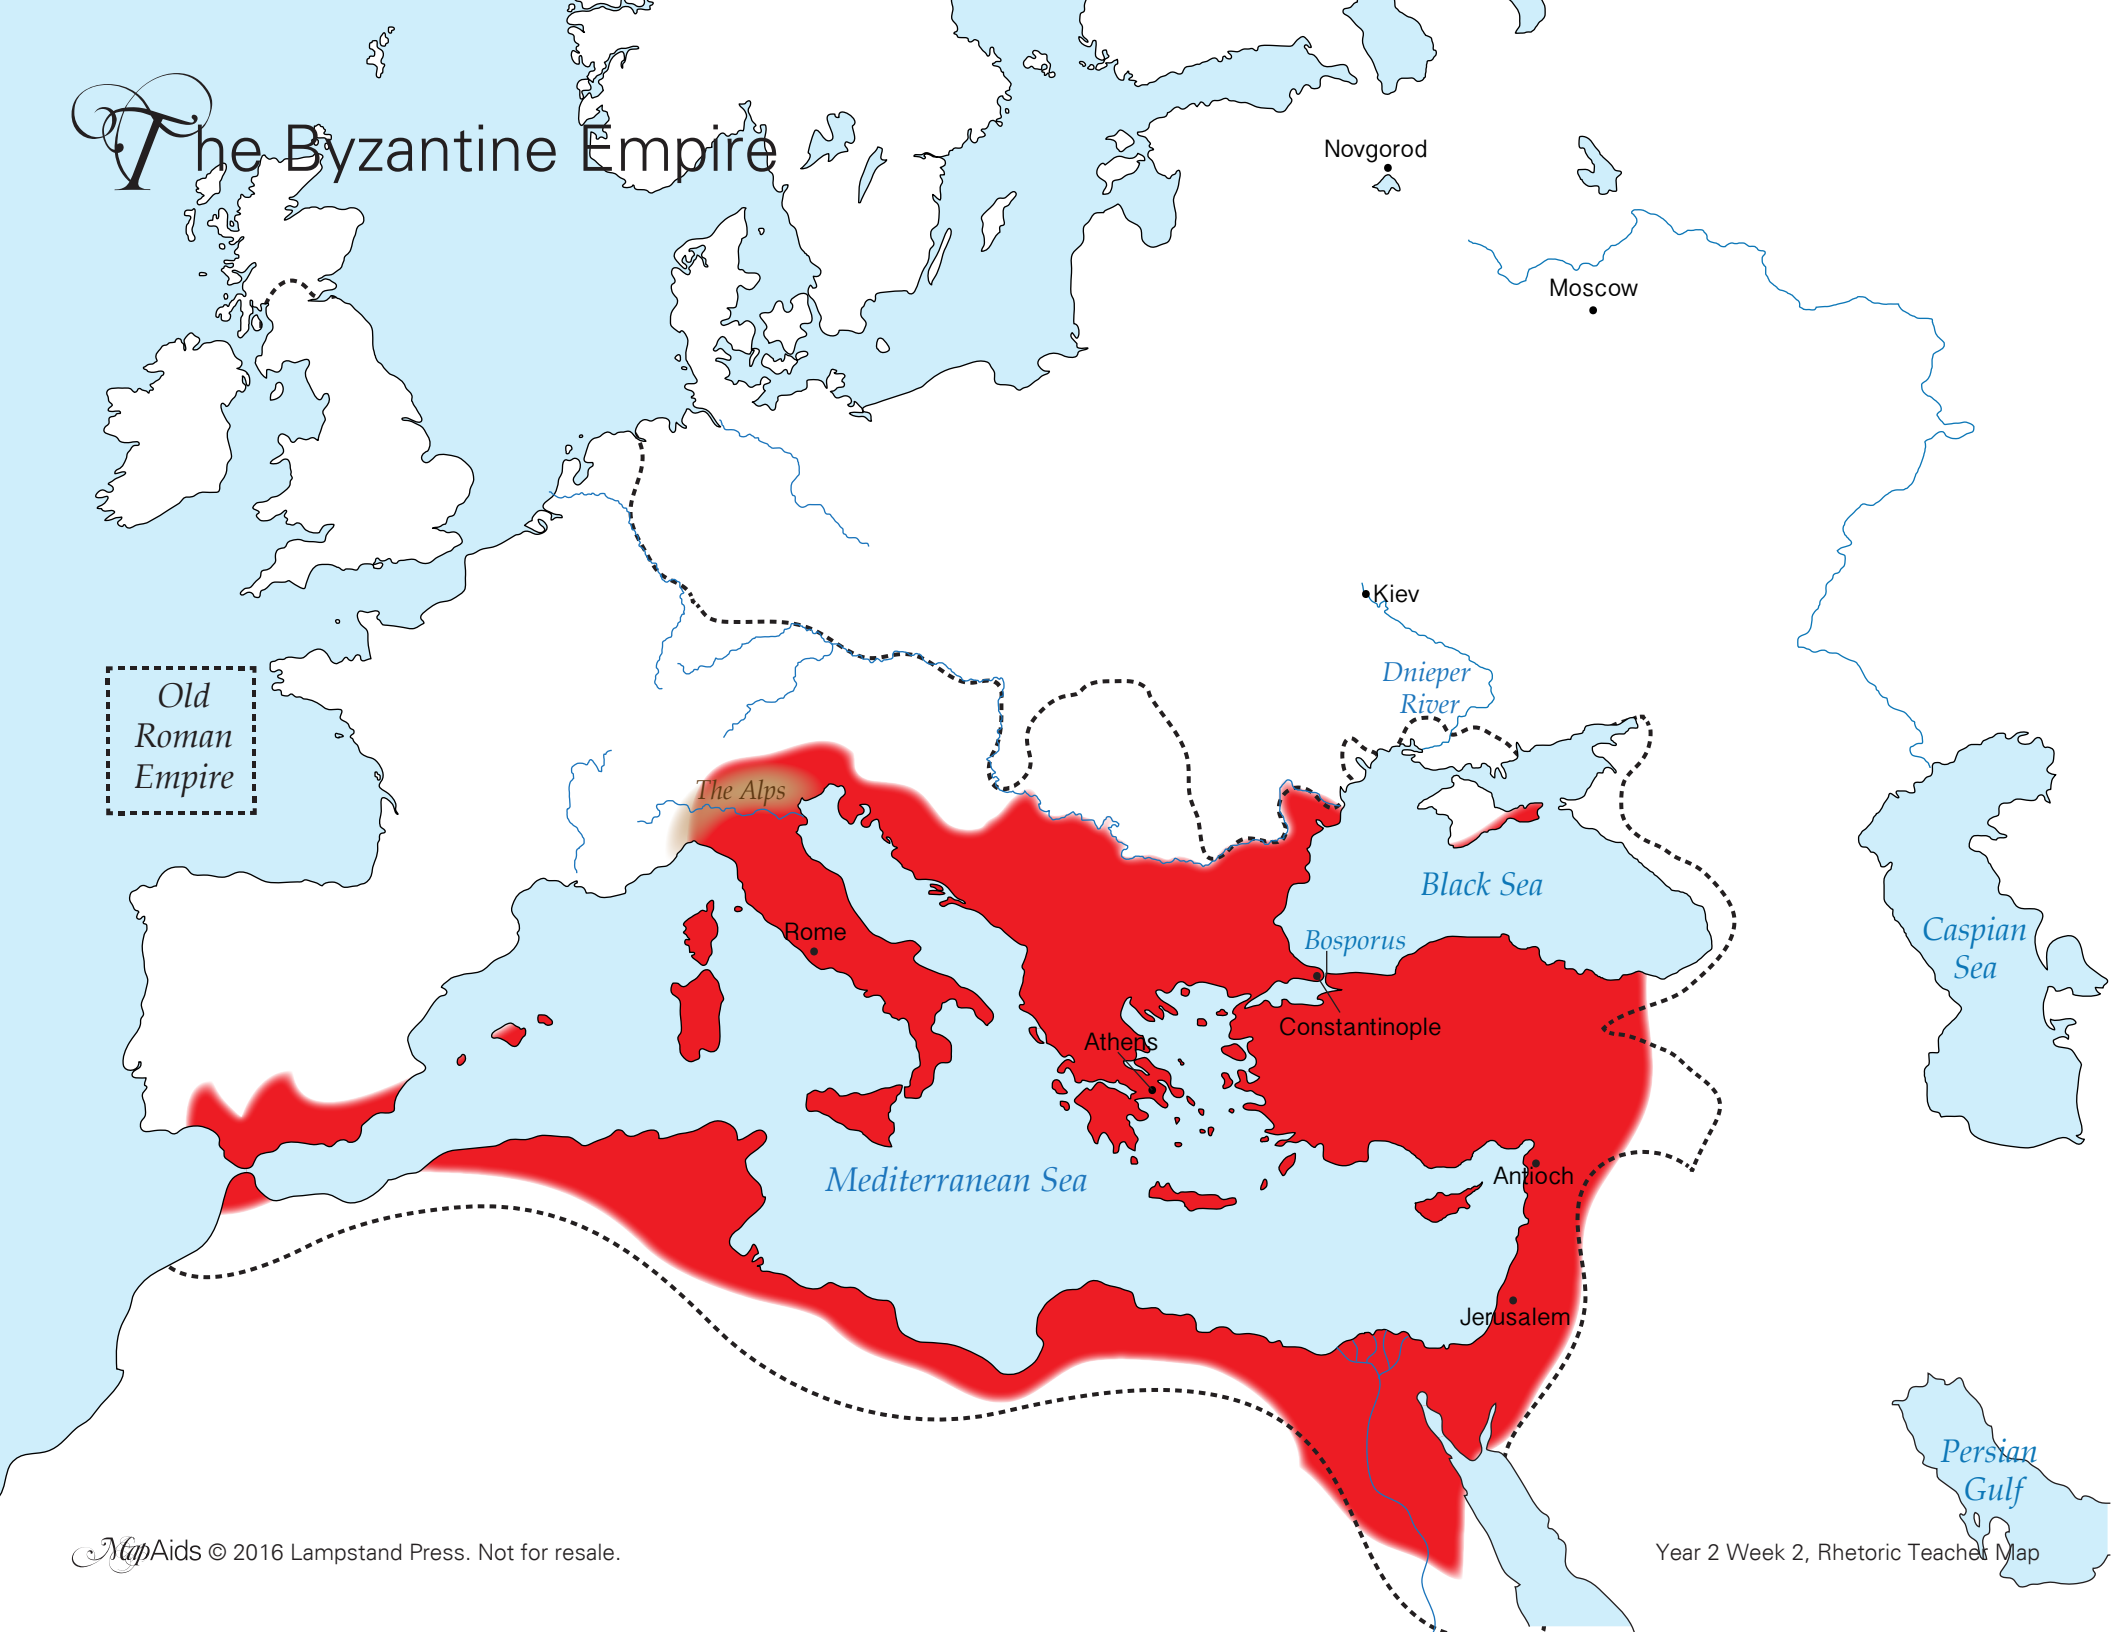 The Byzantine Empire
Novgorod
Moscow
Kiev
Dnieper
River
Old
Roman
Empire
The Alps
Black Sea
Caspian
Sea
Rome
Bosporus
Constantinople
Athens
Mediterranean Sea
Antioch
Jerusalem
Persian
Gulf
MapAids © 2016 Lampstand Press. Not for resale.
Year 2 Week 2, Rhetoric Teacher Map